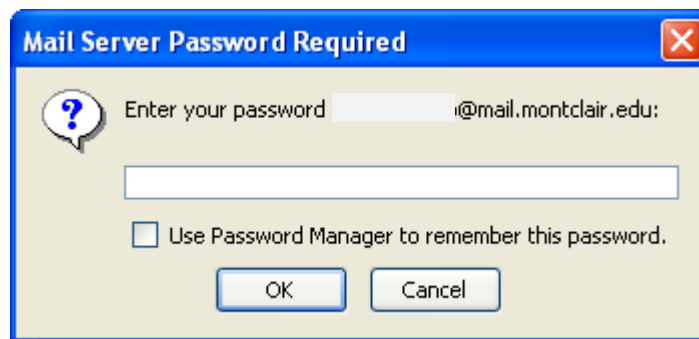 Mail Server Password Required
Enter your password @mail.montclair.edu:
Use Password Manager to remember this password.
OK Cancel